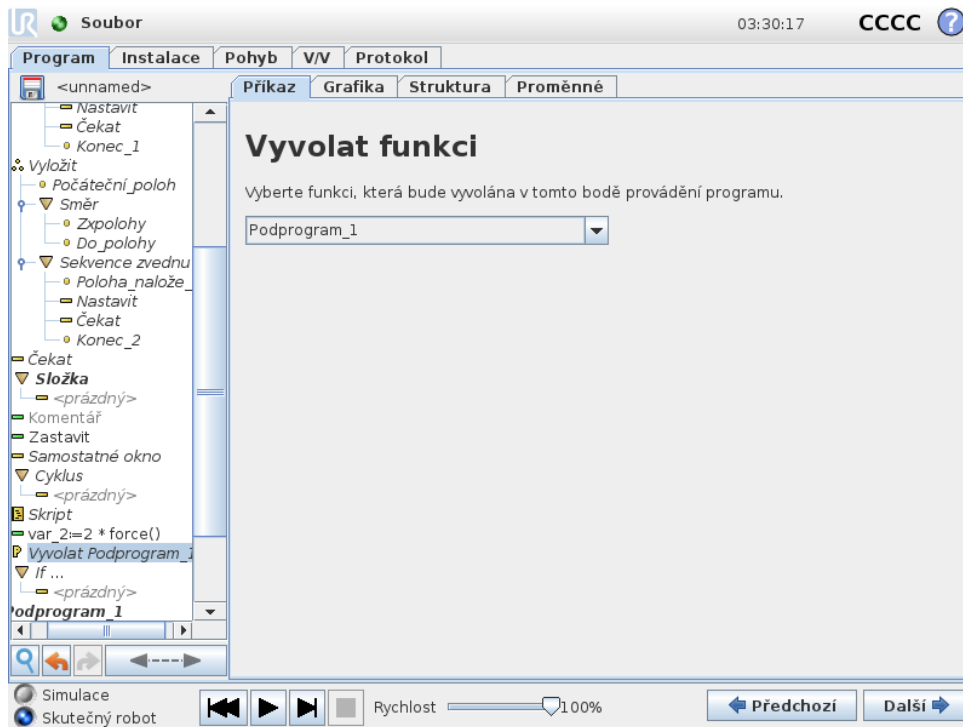 Soubor
03:30:17
CCCC
?
Program Instalace Pohyb V/V Protokol
<unnamed>
Příkaz Grafika Struktura Proměnné
Nastavit
Čekat
Konec_1
Vyložit
Počáteční_poloh
Směr
Zxpolohy
Do_polohy
Sekvence zvednu
Poloha_nalože_
Nastavit
Čekat
Konec_2
Čekat
Složka
<prázdný>
Komentář
Zastavit
Samostatné okno
Cyklus
<prázdný>
Skript
var_2:=2 * force()
Vyvolat Podprogram_1
If ...
<prázdný>
Podprogram_1
Vyvolat funkci
Vyberte funkci, která bude vyvolána v tomto bodě provádění programu.
Podprogram_1
Simulace
Skutečný robot
Rychlost 100%
Předchozí Další